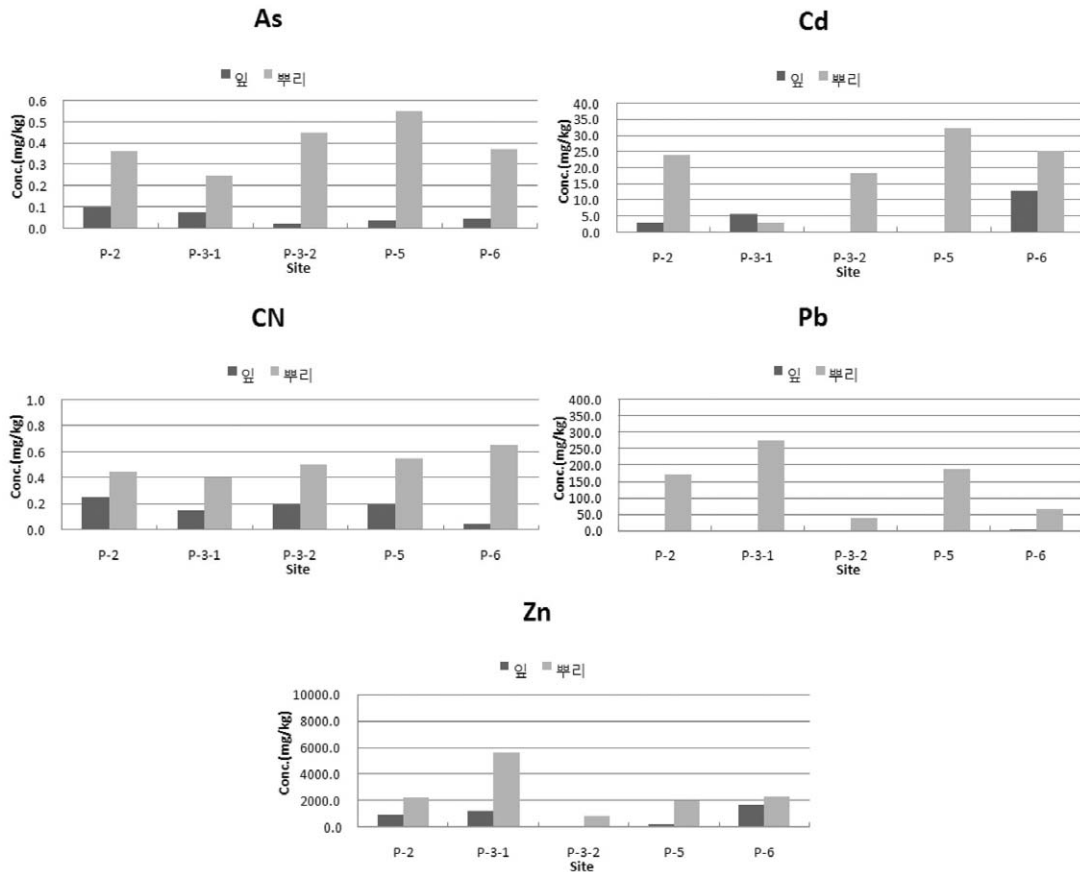 As
잎 뿌리
0.6
0.5
0.4
0.3
0.2
0.1
0.0
Conc.(mg/kg)
P-2 P-3-1 P-3-2 P-5 P-6
Site
Cd
잎 뿌리
40.0
35.0
30.0
25.0
20.0
15.0
10.0
5.0
0.0
Conc.(mg/kg)
P-2 P-3-1 P-3-2 P-5 P-6
Site
CN
잎 뿌리
1.0
0.8
0.6
0.4
0.2
0.0
Conc.(mg/kg)
P-2 P-3-1 P-3-2 P-5 P-6
Site
Pb
잎 뿌리
400.0
350.0
300.0
250.0
200.0
150.0
100.0
50.0
0.0
Conc.(mg/kg)
P-2 P-3-1 P-3-2 P-5 P-6
Site
Zn
잎 뿌리
10000.0
8000.0
6000.0
4000.0
2000.0
0.0
Conc.(mg/kg)
P-2 P-3-1 P-3-2 P-5 P-6
Site